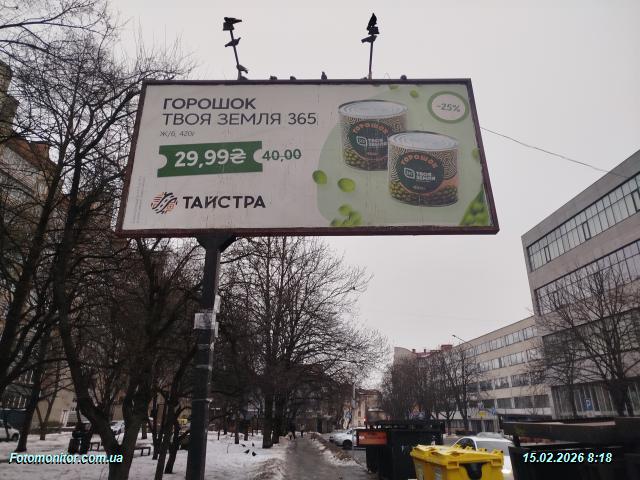 ГОРОШОК
ТВОЯ ЗЕМЛЯ 365
Ж/б, 420г
29,99₴ 40,00
ТАЙСТРА
-25%
ГОРОШОК
ТВОЯ
ЗЕМЛЯ
ГОРОШОК
ТВОЯ
ЗЕМЛЯ
Fotomonitor.com.ua
15.02.2026 8:18